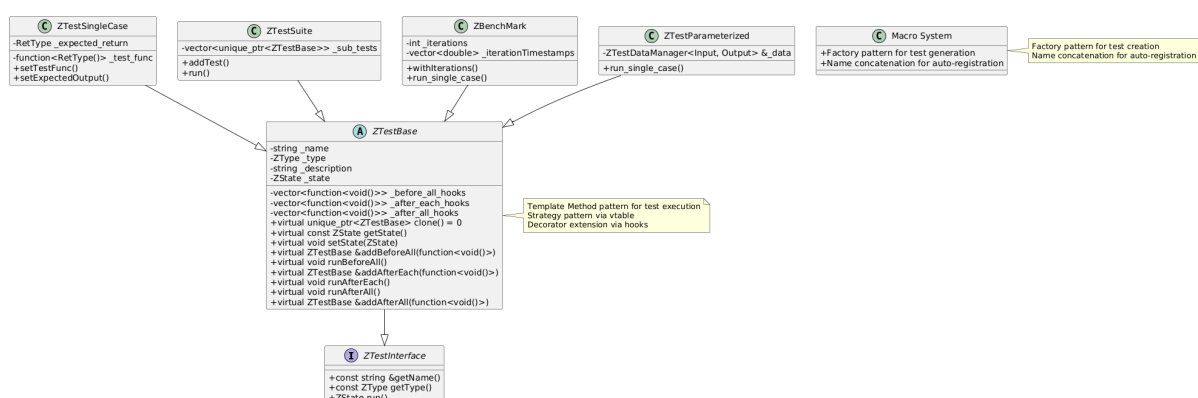 C ZTestSingleCase
-RetType _expected_return
-function<RetType()> _test_func
+setTestFunc()
+setExpectedOutput()
C ZTestSuite
-vector<unique_ptr<ZTestBase>> _sub_tests
+addTest()
+run()
C ZBenchMark
-int _iterations
-vector<double> _iterationTimestamps
+withIterations()
+run_single_case()
C ZTestParameterized
-ZTestDataManager<Input, Output> &_data
+run_single_case()
C Macro System
+Factory pattern for test generation
+Name concatenation for auto-registration
Factory pattern for test creation
Name concatenation for auto-registration
A ZTestBase
-string _name
-ZType _type
-string _description
-ZState _state
-vector<function<void()>> _before_all_hooks
-vector<function<void()>> _after_each_hooks
-vector<function<void()>> _after_all_hooks
+virtual unique_ptr<ZTestBase> clone() = 0
+virtual const ZState getState()
+virtual void setState(ZState)
+virtual ZTestBase &addBeforeAll(function<void()>)
+virtual void runBeforeAll()
+virtual ZTestBase &addAfterEach(function<void()>)
+virtual void runAfterEach()
+virtual void runAfterAll()
+virtual ZTestBase &addAfterAll(function<void()>)
Template Method pattern for test execution
Strategy pattern via vtable
Decorator extension via hooks
I ZTestInterface
+const string &getName()
+const ZType getType()
+ZState run()